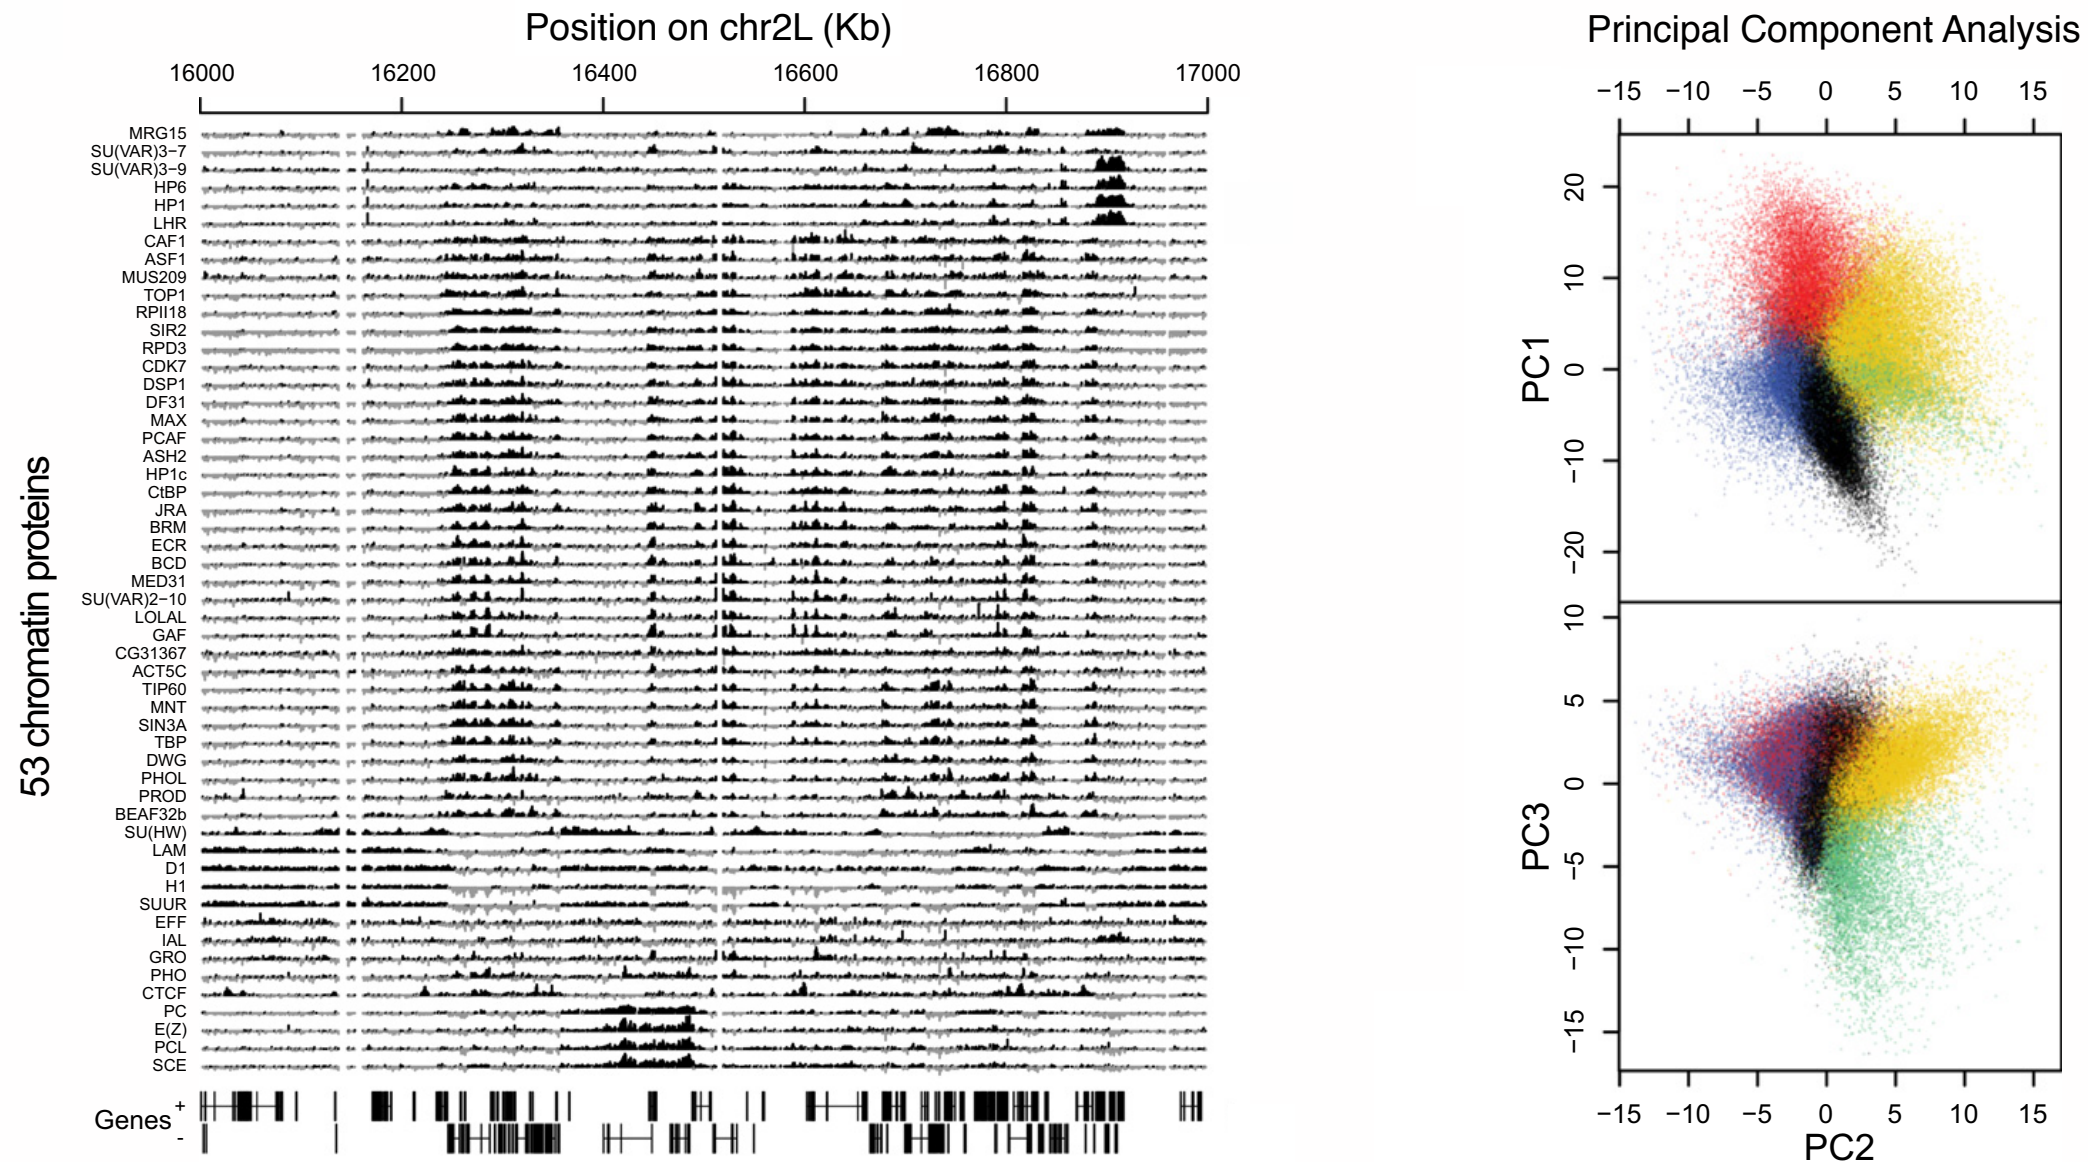 Position on chr2L (Kb)
16000 16200 16400 16600 16800 17000
53 chromatin proteins
MRG15
SU(VAR)3−7
SU(VAR)3−9
HP6
HP1
LHR
CAF1
ASF1
MUS209
TOP1
RPII18
SIR2
RPD3
CDK7
DSP1
DF31
MAX
PCAF
ASH2
HP1c
CtBP
JRA
BRM
ECR
BCD
MED31
SU(VAR)2−10
LOLAL
GAF
CG31367
ACT5C
TIP60
MNT
SIN3A
TBP
DWG
PHOL
PROD
BEAF32b
SU(HW)
LAM
D1
H1
SUUR
EFF
IAL
GRO
PHO
CTCF
PC
E(Z)
PCL
SCE
Genes
+
-
Principal Component Analysis
−15 −10 −5 0 5 10 15
PC1
20
10
0
−10
−20
PC3
10
5
0
−5
−10
−15
−15 −10 −5 0 5 10 15
PC2